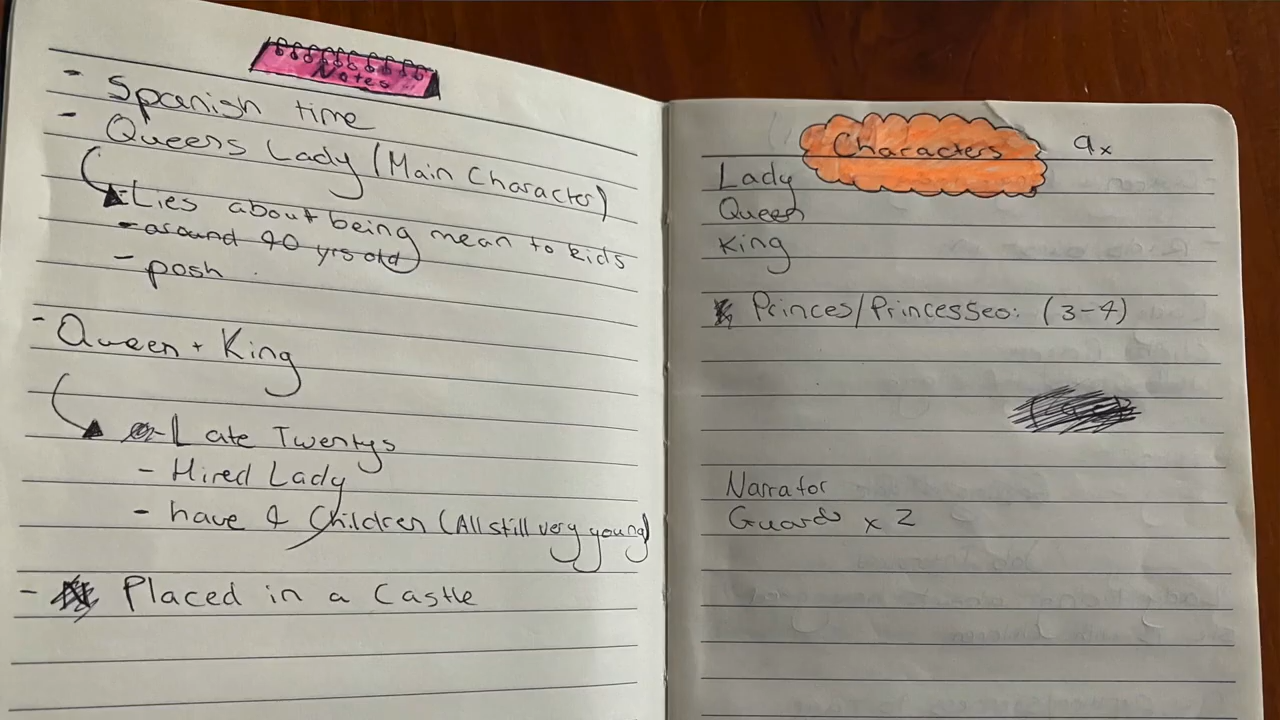 Notes
- Spanish time
- Queens Lady (Main Character)
- Lies about being mean to kids
- around 40 yrs old
- posh
- Queen + King
- Late Twentys
- Hired Lady
- have 4 Children (All still very young)
- Placed in a Castle
Characters 9x
Lady
Queen
King
Princes/Princesses: (3-4)
Narrator
Guards x 2